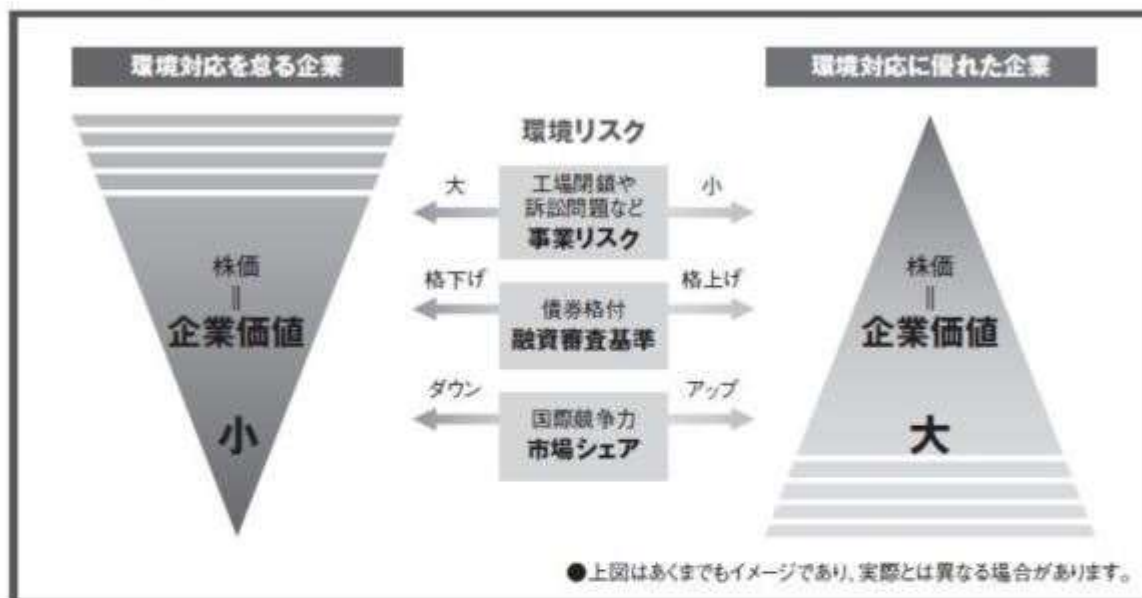 環境対応を怠る企業
環境対応に優れた企業
環境リスク
大
工場閉鎖や
訴訟問題など
事業リスク
小
格下げ
債券格付
融資審査基準
格上げ
ダウン
国際競争力
市場シェア
アップ
株価
||
企業価値
小
株価
||
企業価値
大
●上図はあくまでもイメージであり、実際とは異なる場合があります。